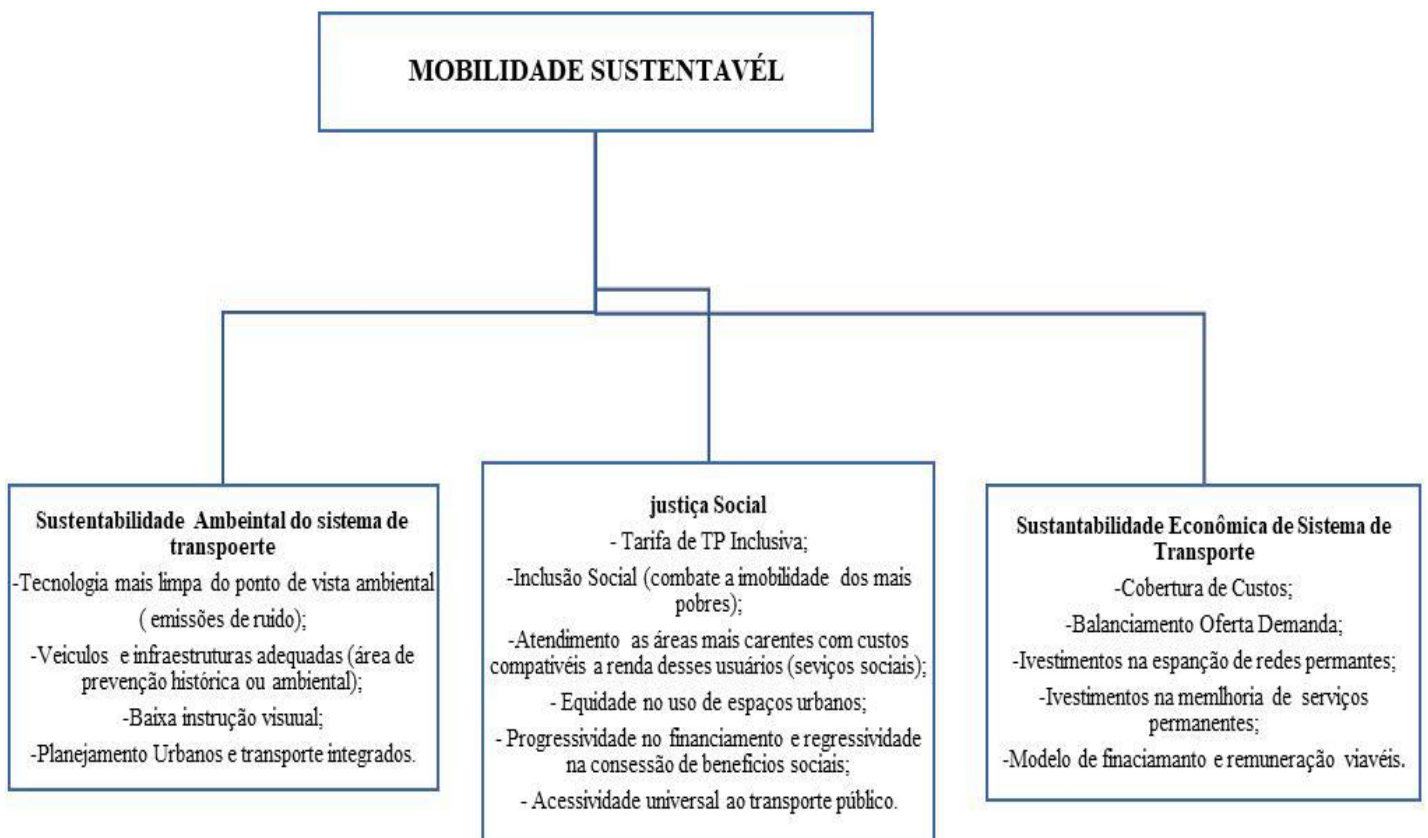 MOBILIDADE SUSTENTAVÉL
Sustentabilidade Ambeintal do sistema de
transpoerte
-Tecnologia mais limpa do ponto de vista ambiental
( emissões de ruido);
-Veiculos e infraestruturas adequadas (área de
prevenção histórica ou ambiental);
-Baixa instrução visuual;
-Planejamento Urbanos e transporte integrados.
justiça Social
- Tarifa de TP Inclusiva;
-Inclusão Social (combate a imobilidade dos mais
pobres);
-Atendimento as áreas mais carentes com custos
compativéis a renda desses usuários (seviços sociais);
- Equidade no uso de espaços urbanos;
- Progressividade no financiamento e regressividade
na consessão de beneficios sociais;
- Acessividade universal ao transporte público.
Sustantabilidade Econômica de Sistema de
Transporte
-Cobertura de Custos;
-Balanciamento Oferta Demanda;
-Ivestimentos na espanção de redes permantes;
-Ivestimentos na memlhoria de serviços
permanentes;
-Modelo de finaciamanto e remuneração viavéis.